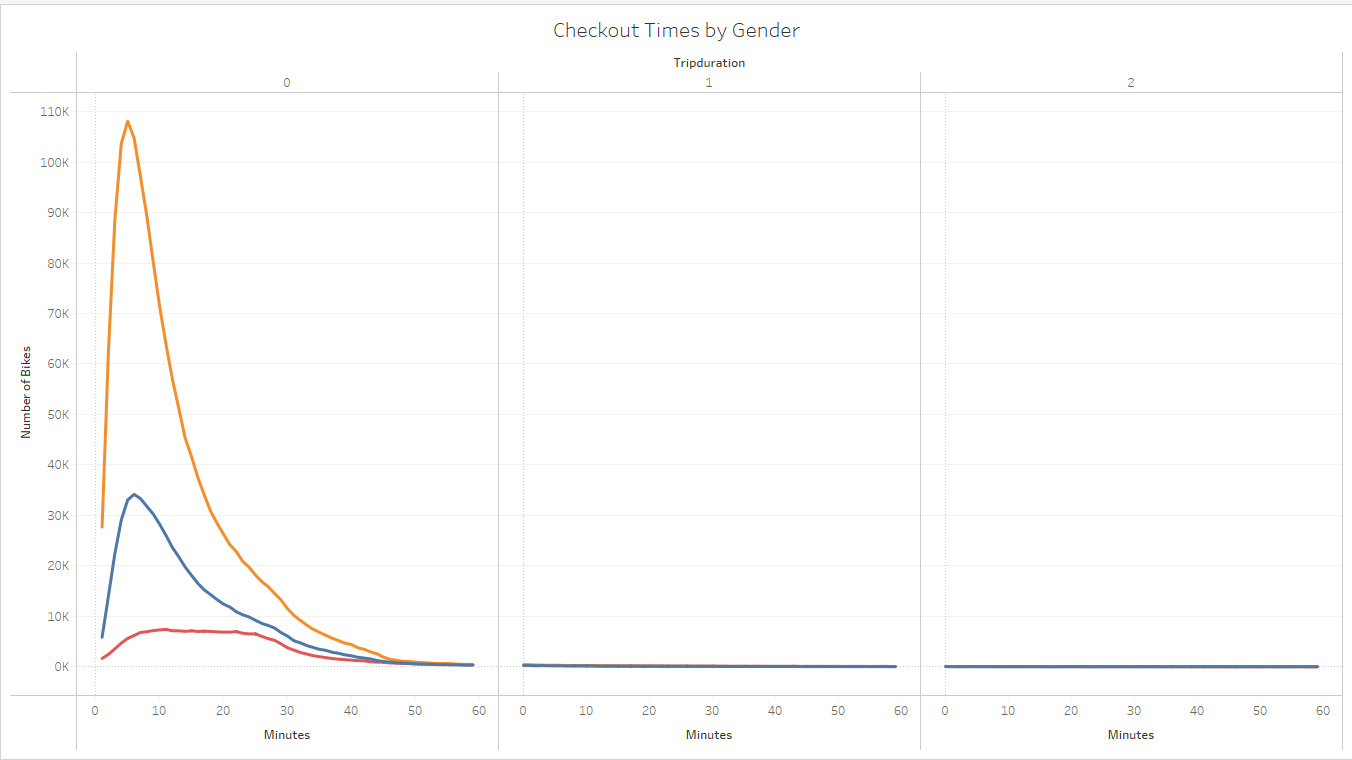 Checkout Times by Gender
Tripduration
0 1 2
110K
100K
90K
80K
70K
60K
50K
40K
30K
20K
10K
0K
Number of Bikes
0 10 20 30 40 50 60 0 10 20 30 40 50 60 0 10 20 30 40 50 60
Minutes Minutes Minutes